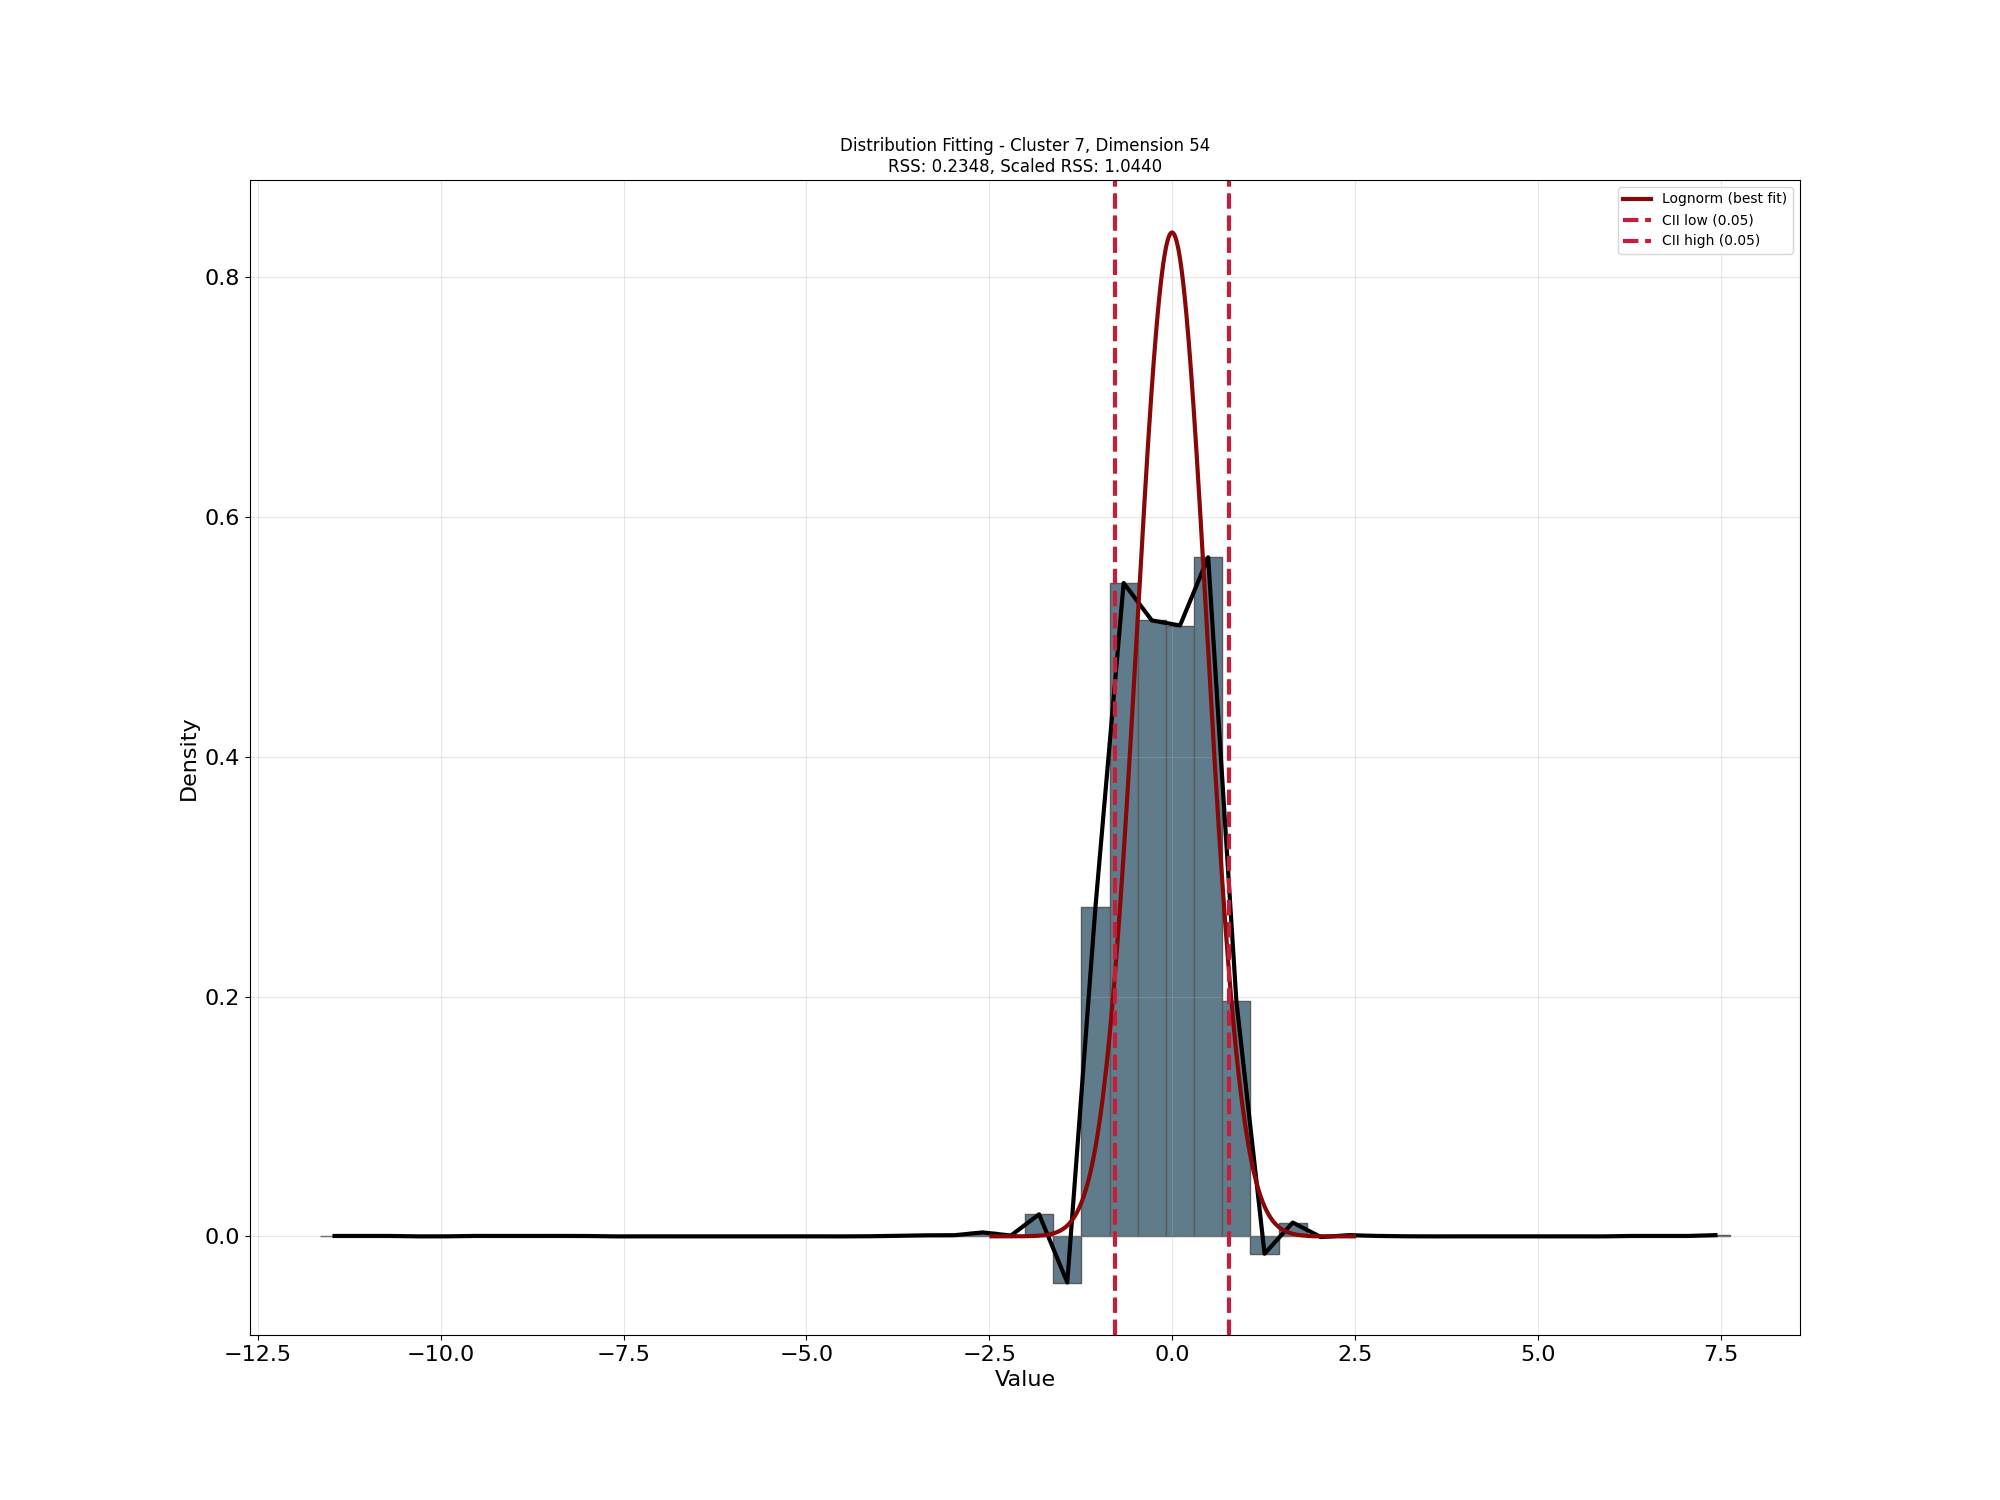 Distribution Fitting - Cluster 7, Dimension 54
RSS: 0.2348, Scaled RSS: 1.0440
Lognorm (best fit)
CII low (0.05)
CII high (0.05)
0.8
0.6
0.4
0.2
0.0
Density
−12.5 −10.0 −7.5 −5.0 −2.5 0.0 2.5 5.0 7.5
Value